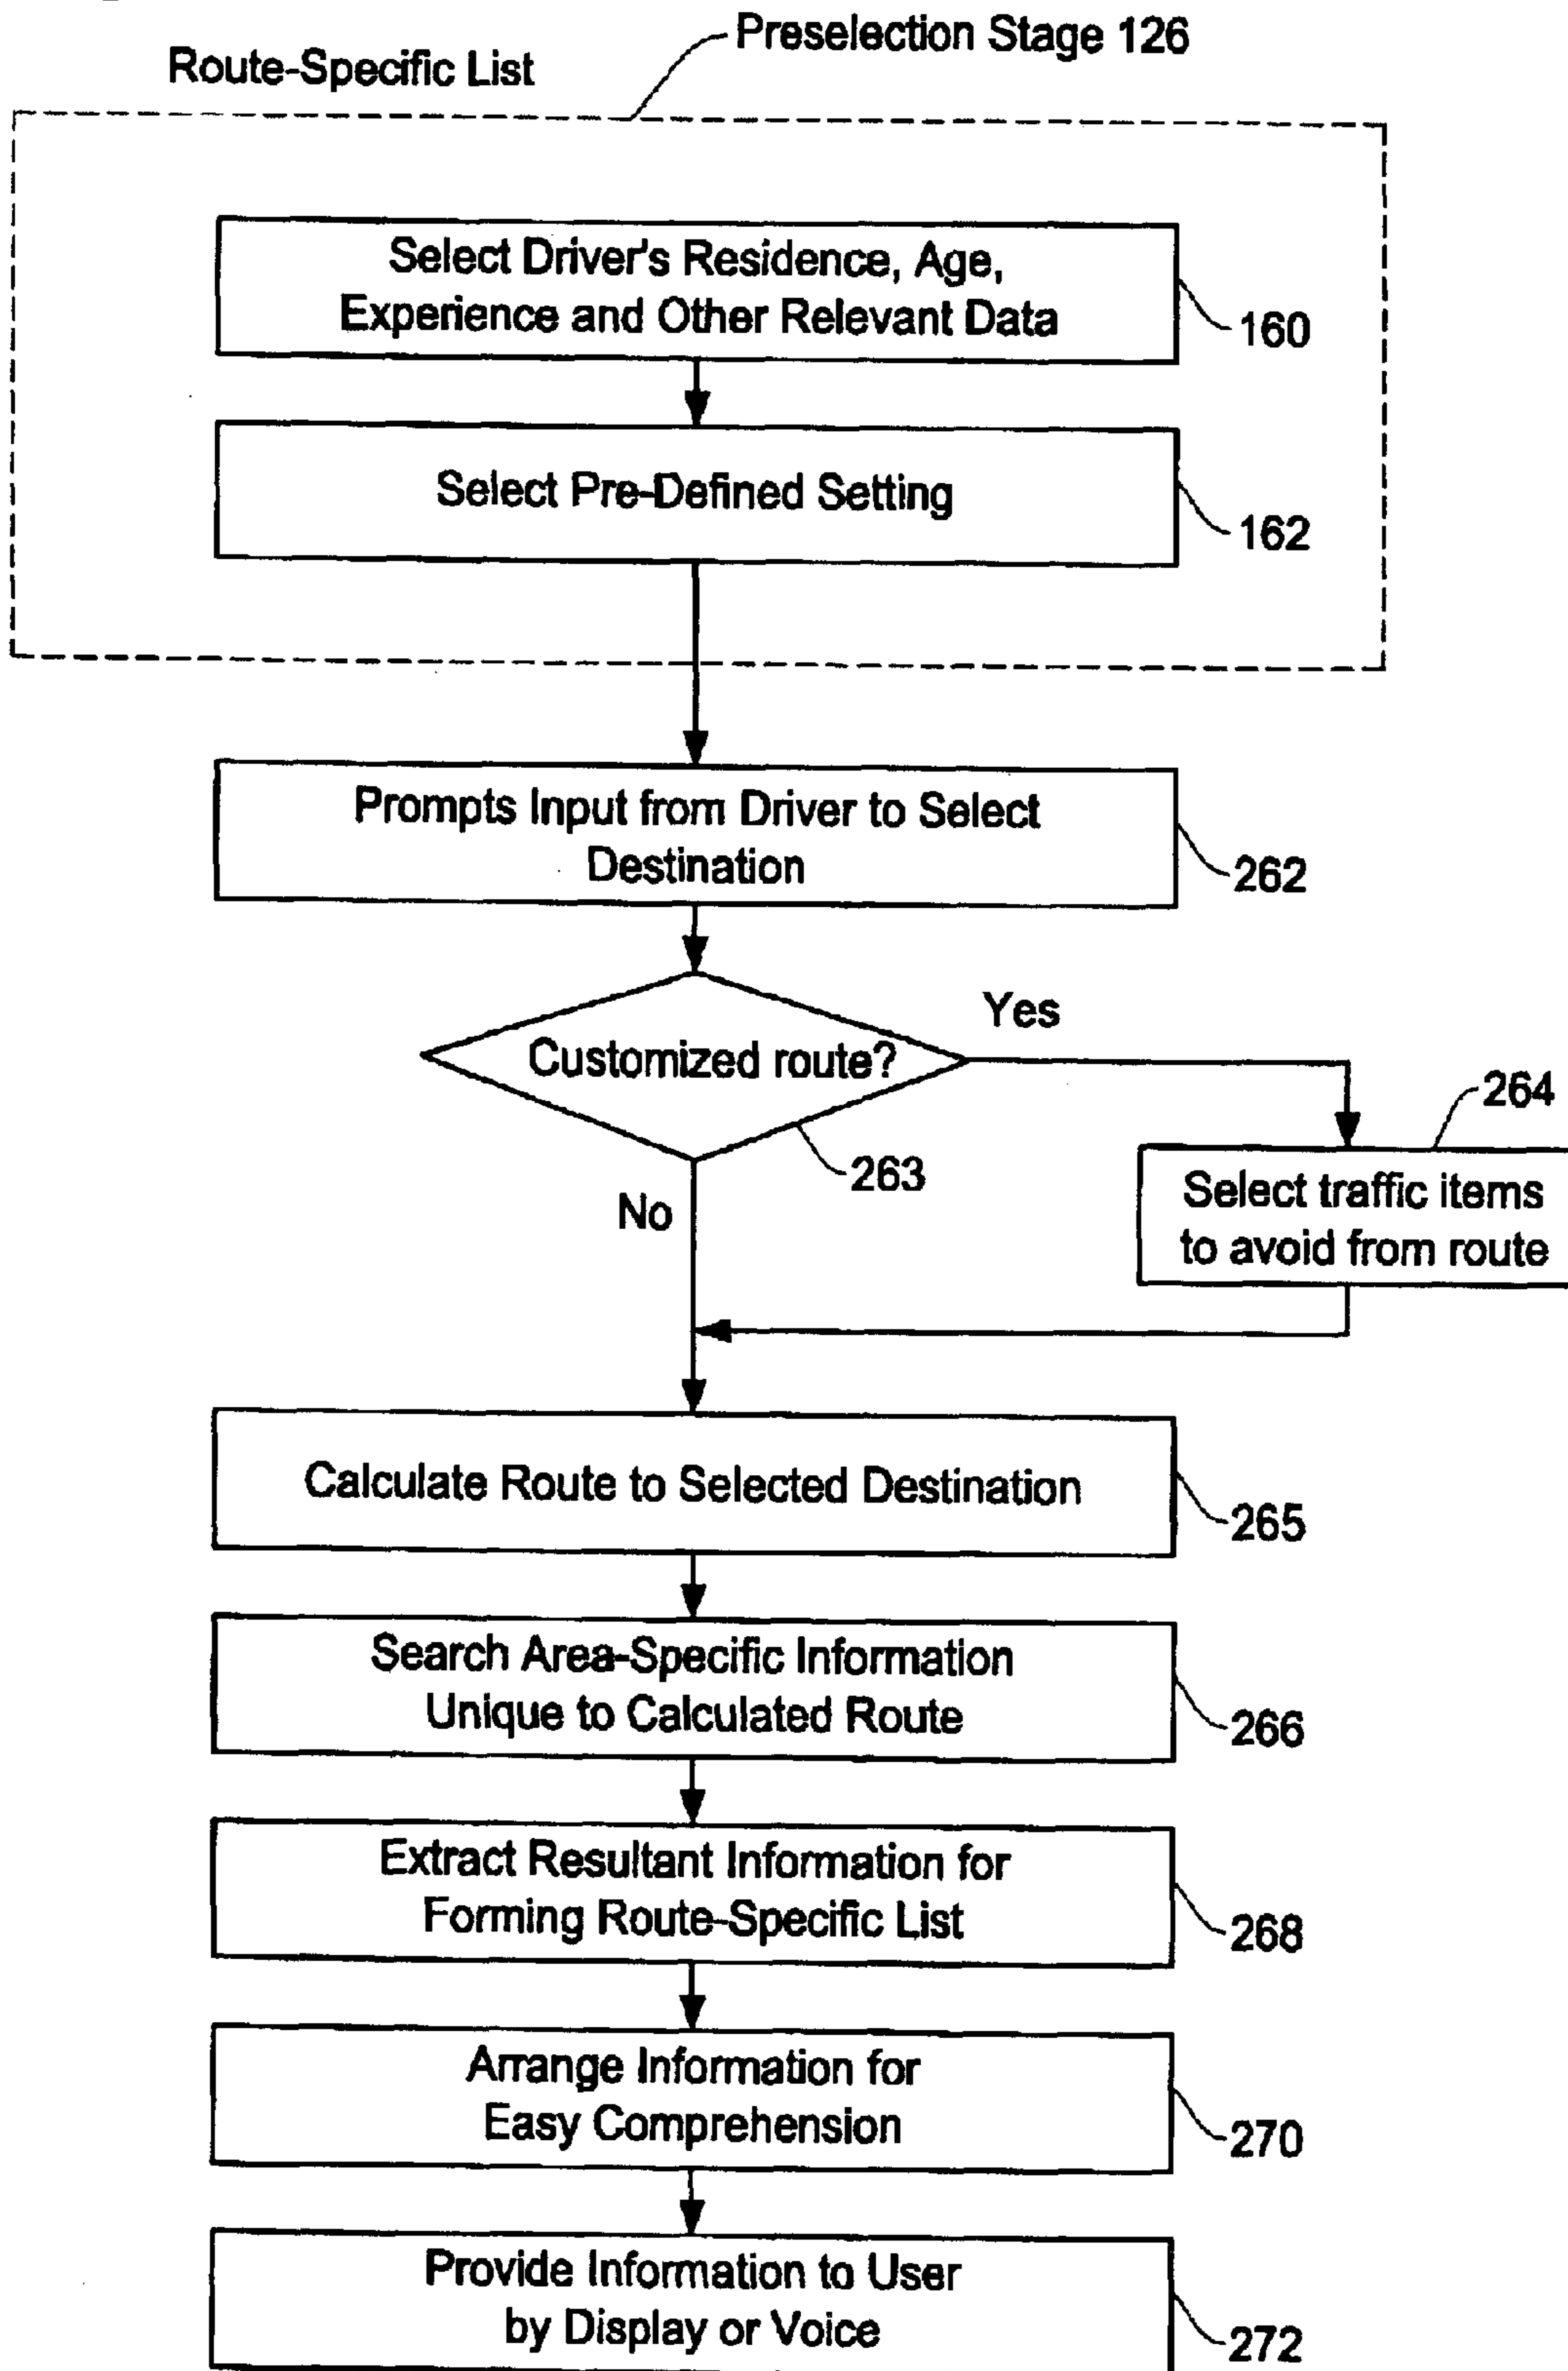 Preselection Stage 126
Route-Specific List
Select Driver's Residence, Age,
Experience and Other Relevant Data
160
Select Pre-Defined Setting
162
Prompts Input from Driver to Select
Destination
262
Customized route?
Yes
263
No
264
Select traffic items
to avoid from route
Calculate Route to Selected Destination
265
Search Area-Specific Information
Unique to Calculated Route
266
Extract Resultant Information for
Forming Route-Specific List
268
Arrange Information for
Easy Comprehension
270
Provide Information to User
by Display or Voice
272